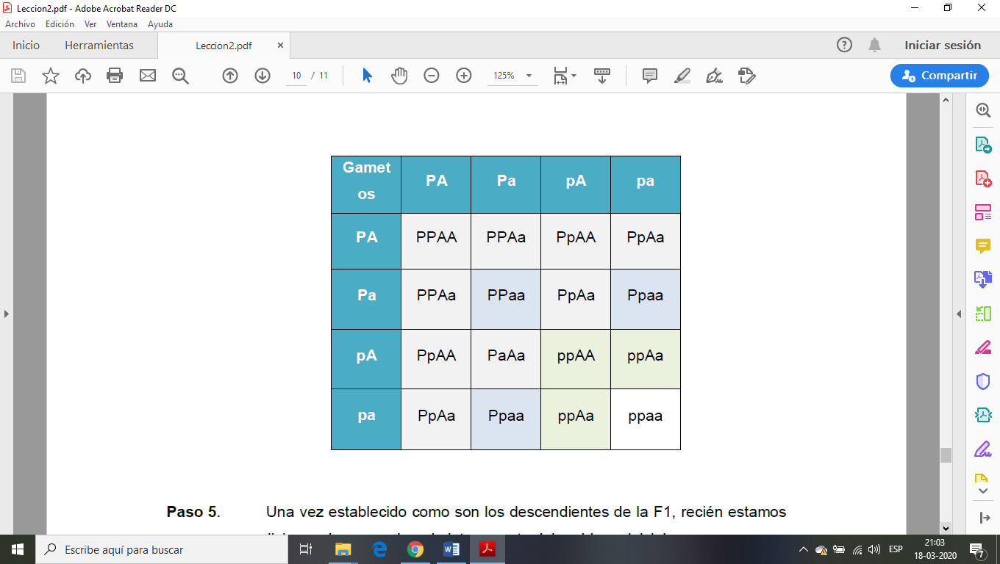 Leccion2.pdf - Adobe Acrobat Reader DC
Archivo Edición Ver Ventana Ayuda
Inicio Herramientas Leccion2.pdf × Iniciar sesión
10 / 11 125% Compartir
Gamet
os PA Pa pA pa
PA PPAA PPAa PpAA PpAa
Pa PPAa PPaa PpAa Ppaa
pA PpAA PaAa ppAA ppAa
pa PpAa Ppaa ppAa ppaa
Paso 5. Una vez establecido como son los descendientes de la F1, recién estamos
Escribe aquí para buscar
ESP
21:03
18-03-2020
7